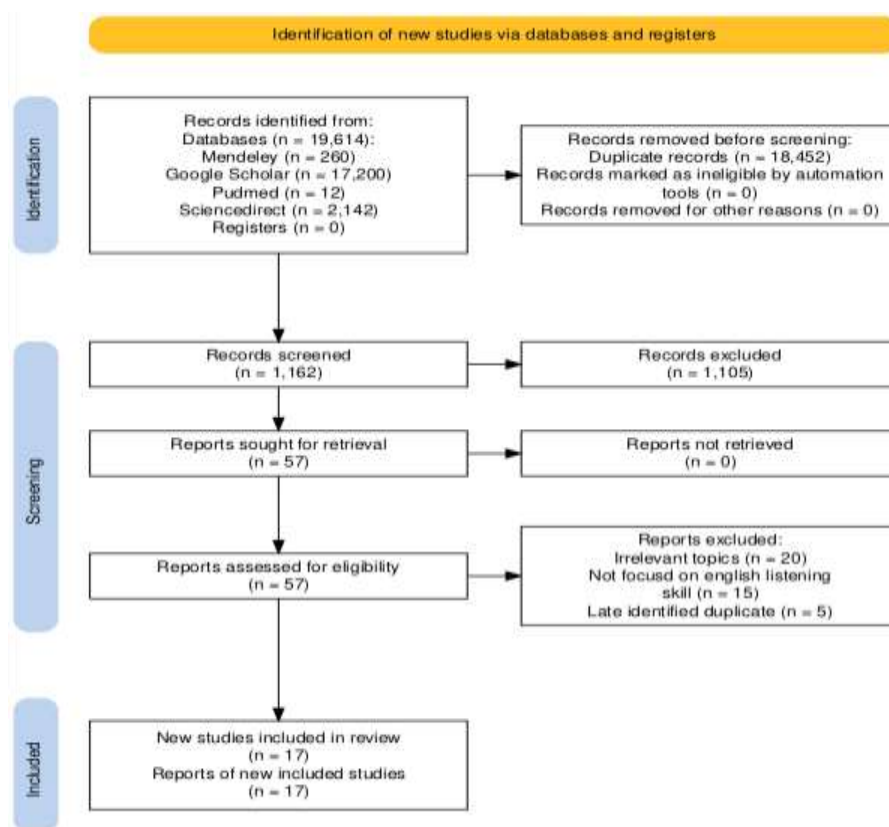 Identification of new studies via databases and registers
Identification
Records identified from:
Databases (n = 19,614):
Mendeley (n = 260)
Google Scholar (n = 17,200)
Pudmed (n = 12)
Sciencedirect (n = 2,142)
Registers (n = 0)
Records removed before screening:
Duplicate records (n = 18,452)
Records marked as ineligible by automation
tools (n = 0)
Records removed for other reasons (n = 0)
Screening
Records screened
(n = 1,162)
Records excluded
(n = 1,105)
Reports sought for retrieval
(n = 57)
Reports not retrieved
(n = 0)
Reports assessed for eligibility
(n = 57)
Reports excluded:
Irrelevant topics (n = 20)
Not focusd on english listening
skill (n = 15)
Late identified duplicate (n = 5)
Included
New studies included in review
(n = 17)
Reports of new included studies
(n = 17)